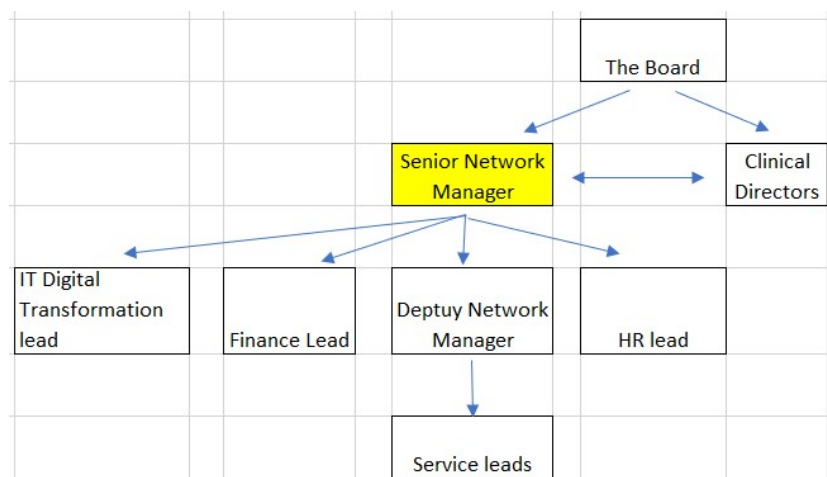 The Board
Senior Network
Manager
Clinical
Directors
IT Digital
Transformation
lead
Finance Lead
Deptuy Network
Manager
HR lead
Service leads